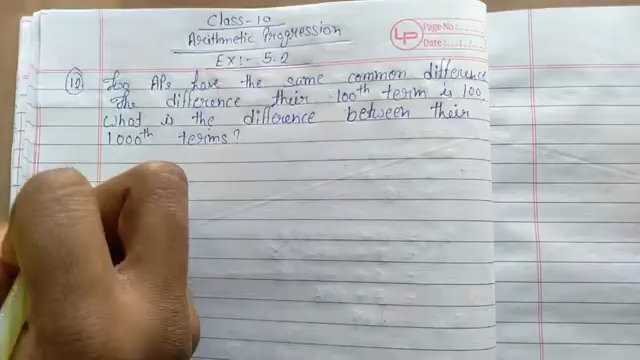 Class-10
Arithmetic Progression
Ex:- 5.2
LP
Page No.:
Date:
12 Two APs have the same common difference
The difference their 100th term is 100
What is the difference between their
1000th terms?